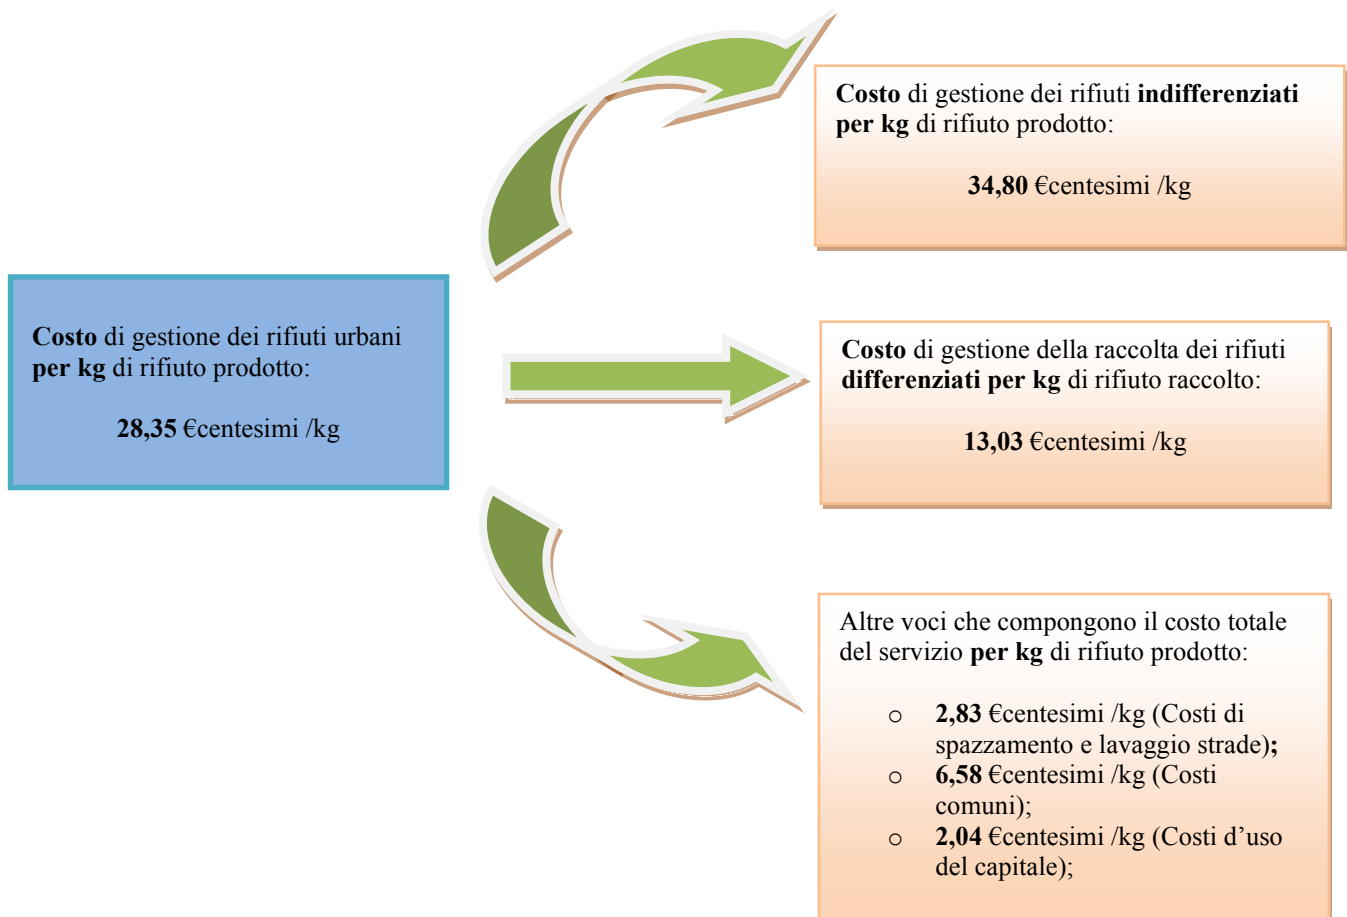 Costo di gestione dei rifiuti urbani
per kg di rifiuto prodotto:
28,35 €centesimi /kg
Costo di gestione dei rifiuti indifferenziati
per kg di rifiuto prodotto:
34,80 €centesimi /kg
Costo di gestione della raccolta dei rifiuti
differenziati per kg di rifiuto raccolto:
13,03 €centesimi /kg
Altre voci che compongono il costo totale
del servizio per kg di rifiuto prodotto:
o 2,83 €centesimi /kg (Costi di
spazzamento e lavaggio strade);
o 6,58 €centesimi /kg (Costi
comuni);
o 2,04 €centesimi /kg (Costi d’uso
del capitale);